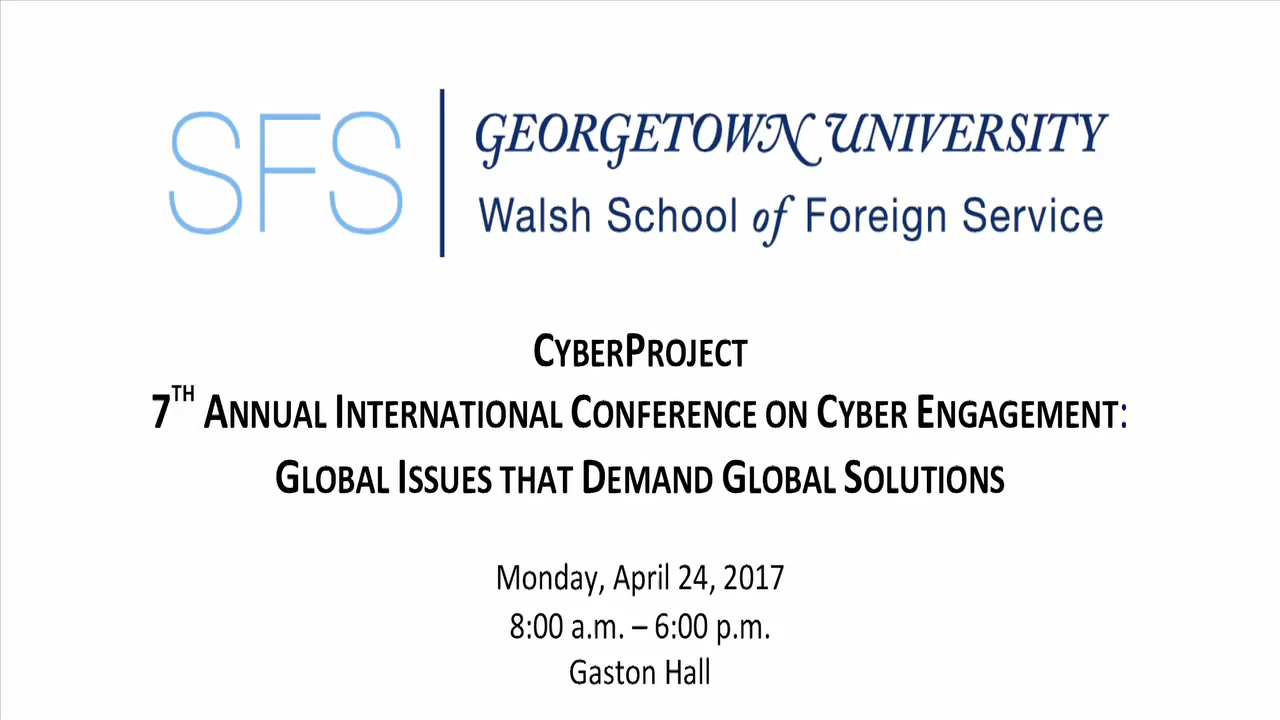 SFS
GEORGETOWN UNIVERSITY
Walsh School of Foreign Service
CYBERPROJECT
7TH ANNUAL INTERNATIONAL CONFERENCE ON CYBER ENGAGEMENT:
GLOBAL ISSUES THAT DEMAND GLOBAL SOLUTIONS
Monday, April 24, 2017
8:00 a.m. – 6:00 p.m.
Gaston Hall